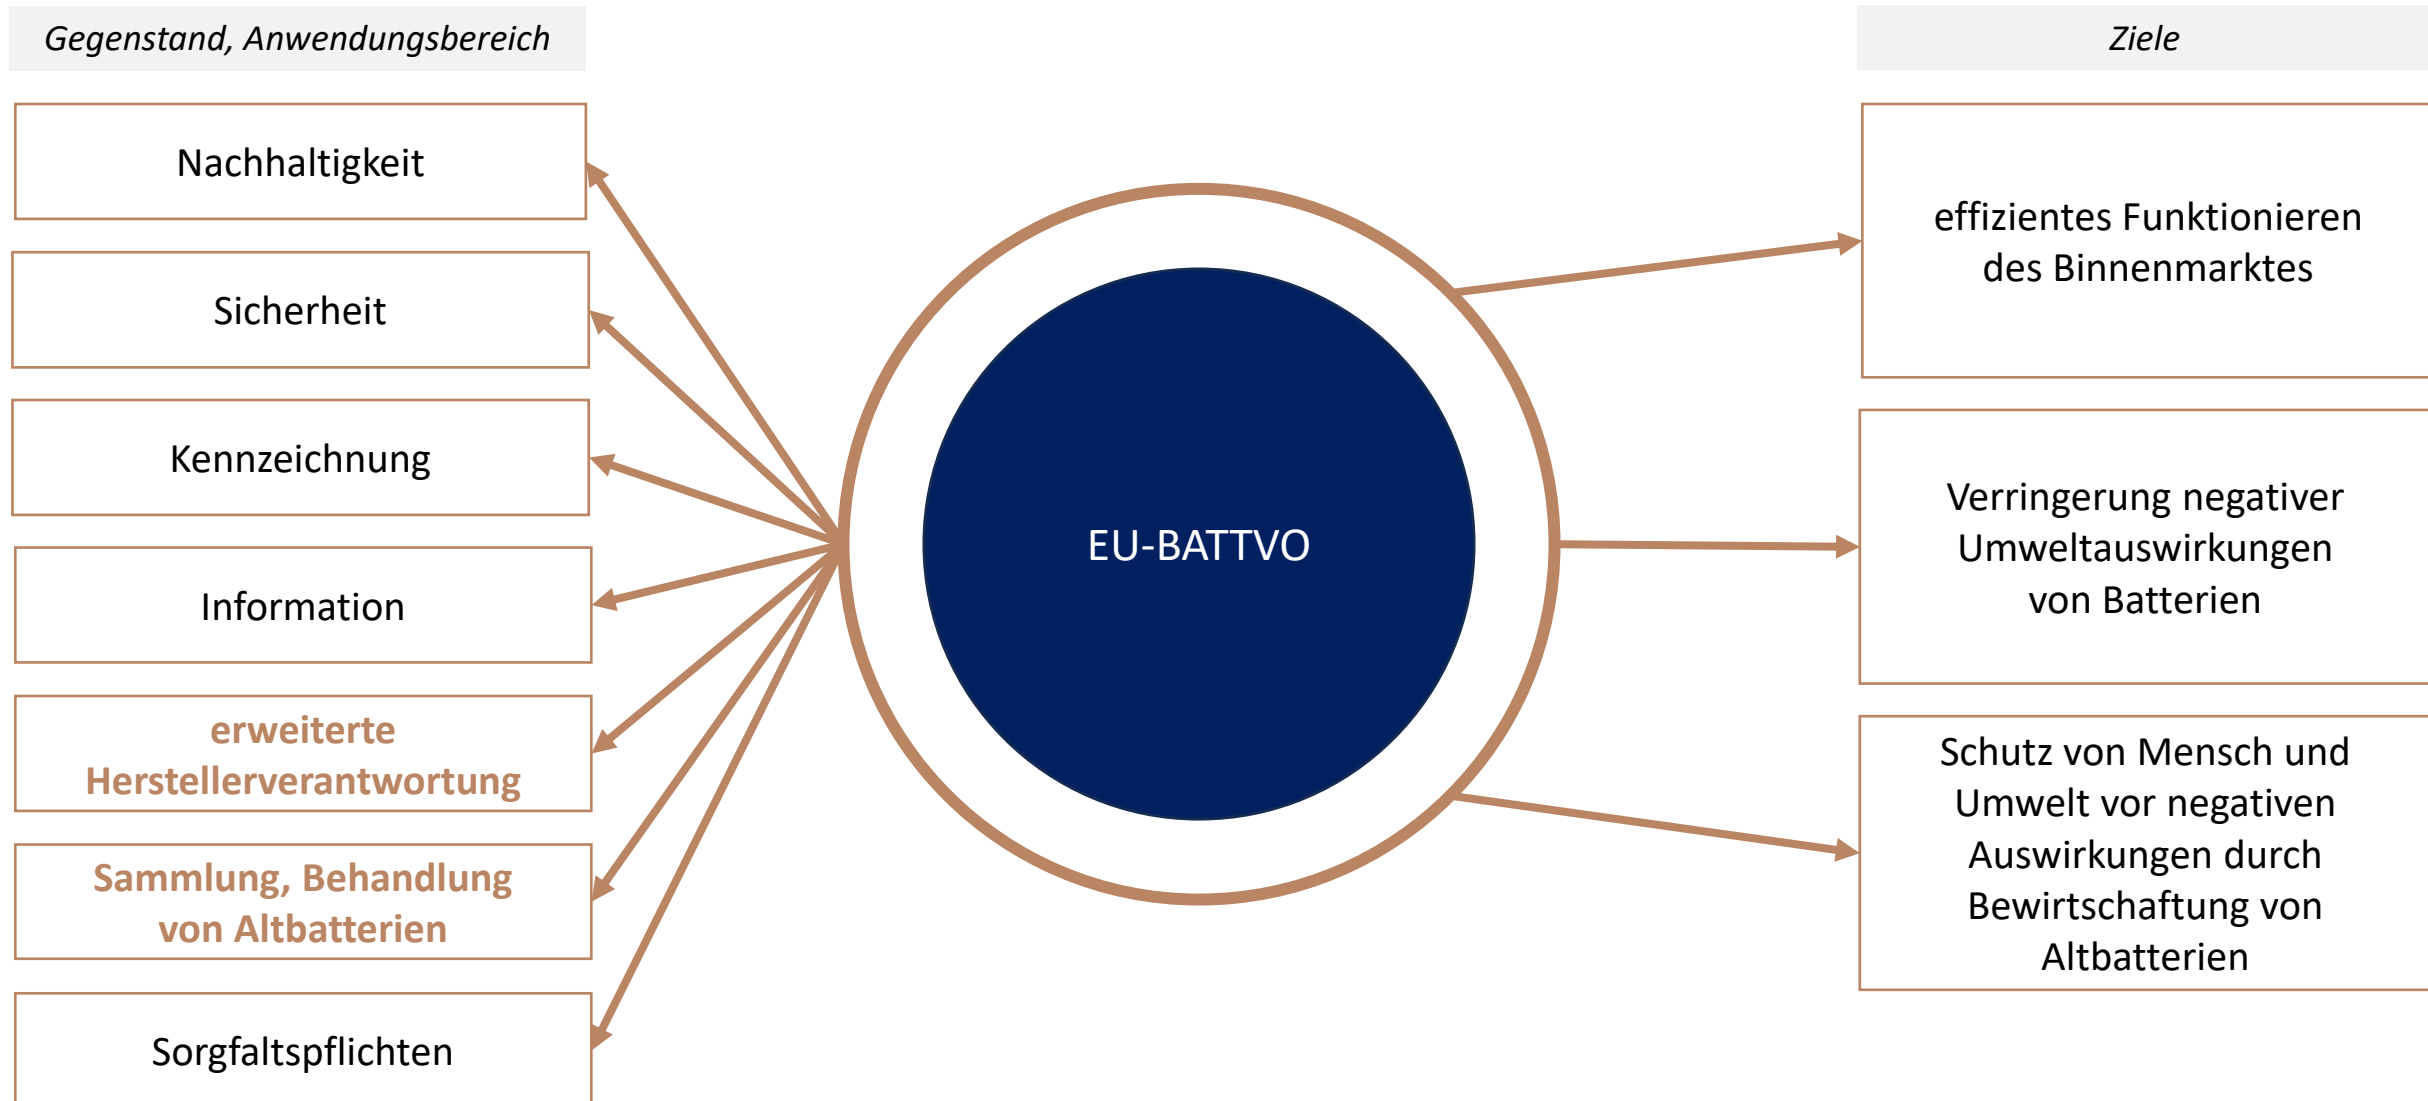 Gegenstand, Anwendungsbereich
Nachhaltigkeit
Sicherheit
Kennzeichnung
Information
erweiterte
Herstellerverantwortung
Sammlung, Behandlung
von Altbatterien
Sorgfaltspflichten
EU-BATTVO
Ziele
effizientes Funktionieren
des Binnenmarktes
Verringerung negativer
Umweltauswirkungen
von Batterien
Schutz von Mensch und
Umwelt vor negativen
Auswirkungen durch
Bewirtschaftung von
Altbatterien